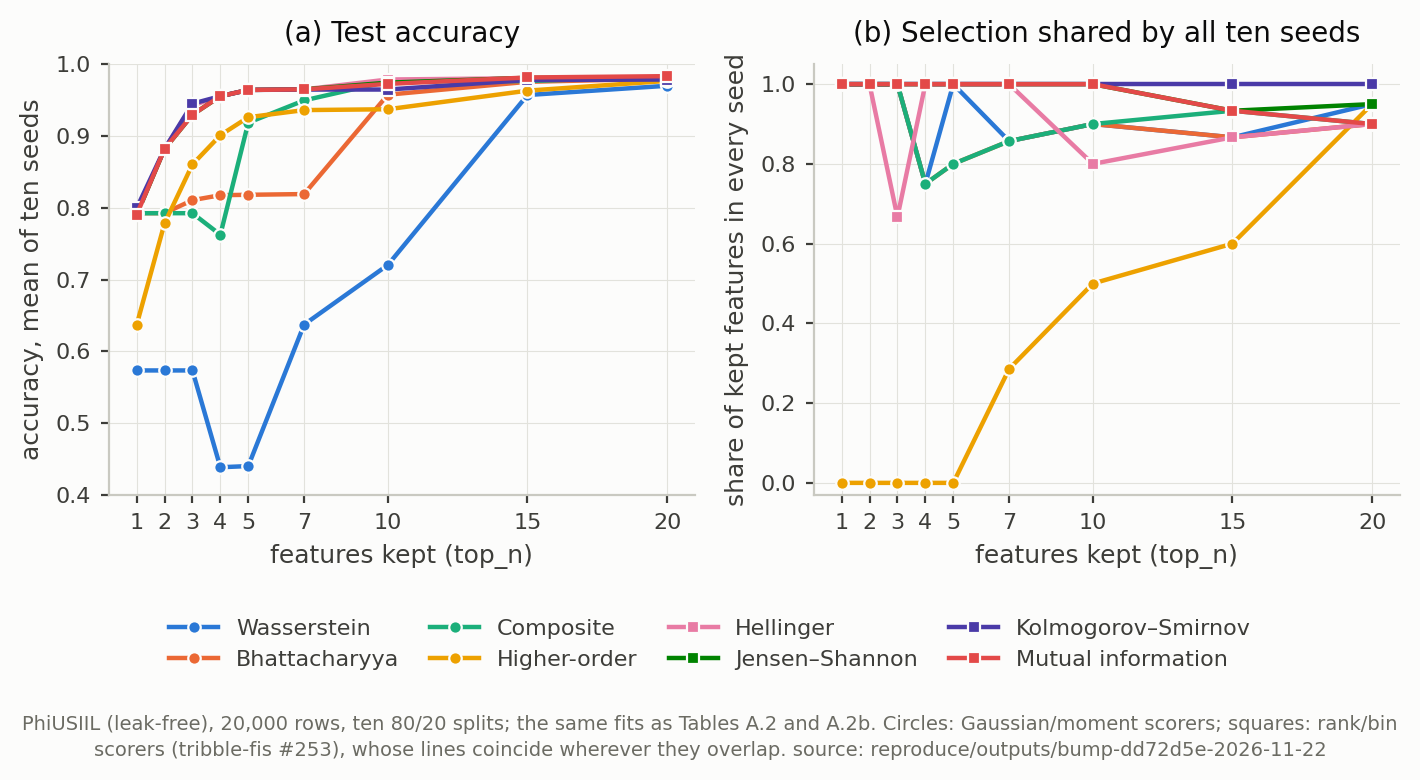 (a) Test accuracy
(b) Selection shared by all ten seeds
accuracy, mean of ten seeds
1.0
0.9
0.8
0.7
0.6
0.5
0.4
1 2 3 4 5 7 10 15 20
features kept (top_n)
share of kept features in every seed
1.0
0.8
0.6
0.4
0.2
0.0
1 2 3 4 5 7 10 15 20
features kept (top_n)
Wasserstein Composite Hellinger Kolmogorov–Smirnov
Bhattacharyya Higher-order Jensen–Shannon Mutual information
PhiUSIIL (leak-free), 20,000 rows, ten 80/20 splits; the same fits as Tables A.2 and A.2b. Circles: Gaussian/moment scorers; squares: rank/bin
scorers (tribble-fis #253), whose lines coincide wherever they overlap. source: reproduce/outputs/bump-dd72d5e-2026-11-22